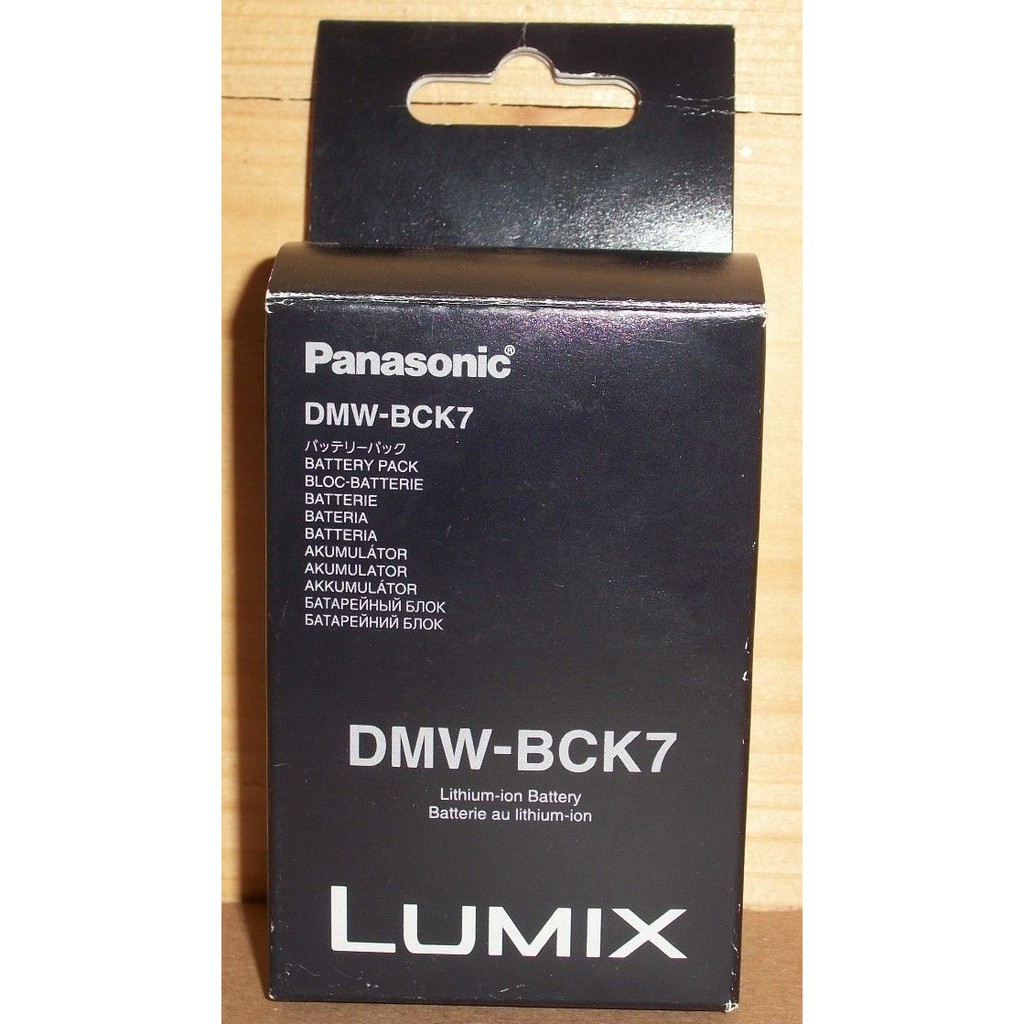 Panasonic®
DMW-BCK7
バッテリーパック
BATTERY PACK
BLOC-BATTERIE
BATTERIE
BATERIA
BATTERIA
AKUMULÁTOR
AKUMULATOR
AKKUMULÁTOR
БАТАРЕЙНЫЙ БЛОК
БАТАРЕЙНИЙ БЛОК
DMW-BCK7
Lithium-ion Battery
Batterie au lithium-ion
LUMIX